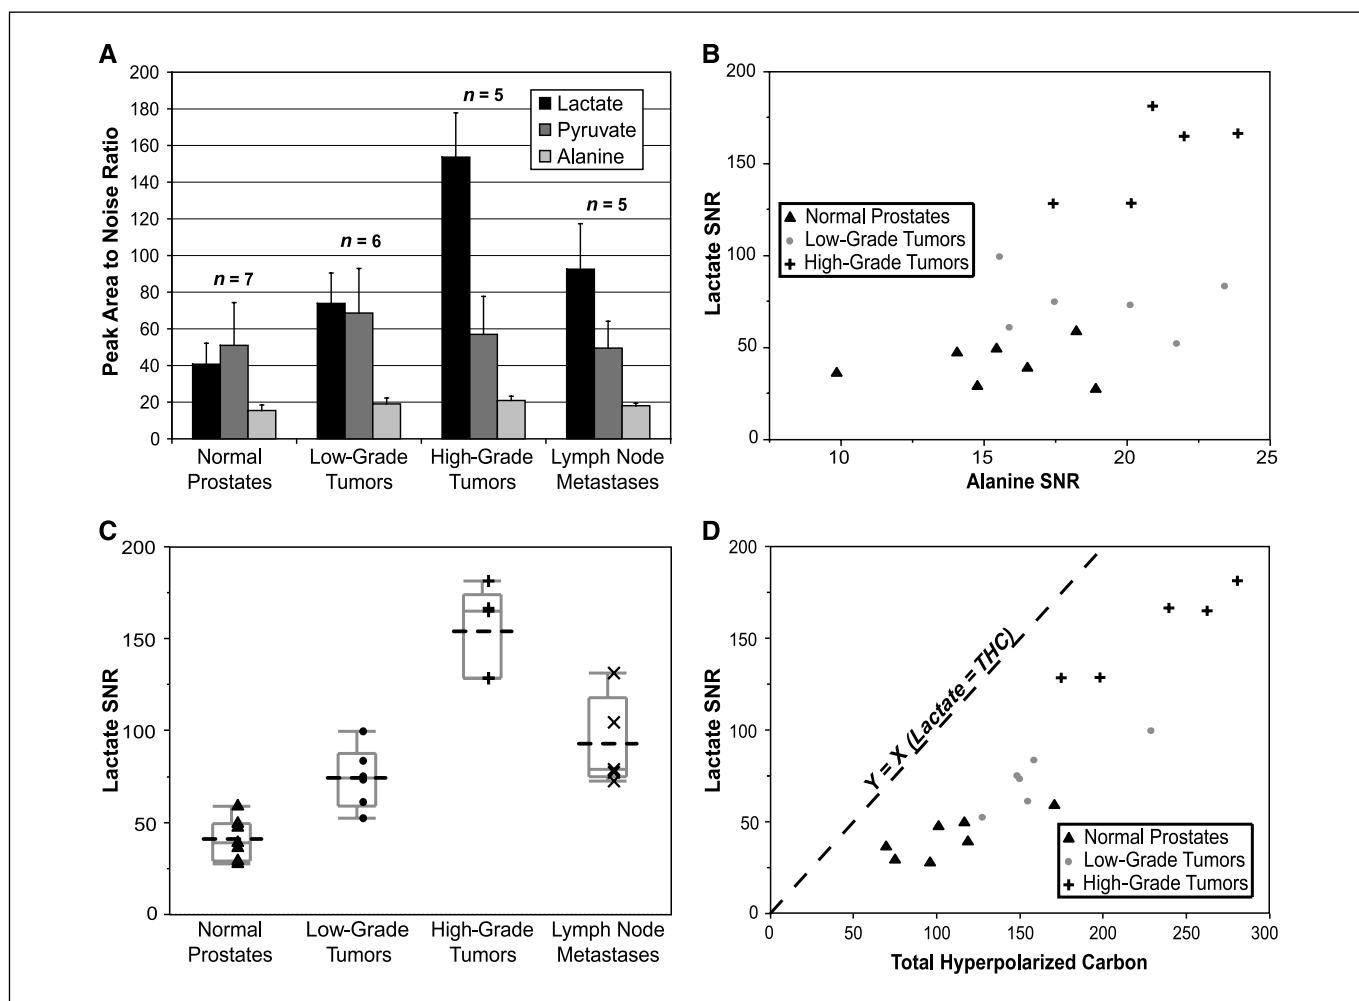 A
Peak Area to Noise Ratio
200
180
160
140
120
100
80
60
40
20
0
n = 7
n = 6
n = 5
n = 5
Lactate
Pyruvate
Alanine
Normal
Prostates
Low-Grade
Tumors
High-Grade
Tumors
Lymph Node
Metastases
B
Lactate SNR
200
150
100
50
0
Normal Prostates
Low-Grade Tumors
High-Grade Tumors
10
15
20
25
Alanine SNR
C
Lactate SNR
200
150
100
50
0
Normal
Prostates
Low-Grade
Tumors
High-Grade
Tumors
Lymph Node
Metastases
D
Lactate SNR
200
150
100
50
0
Y = X (Lactate = THC)
Normal Prostates
Low-Grade Tumors
High-Grade Tumors
0
50
100
150
200
250
300
Total Hyperpolarized Carbon